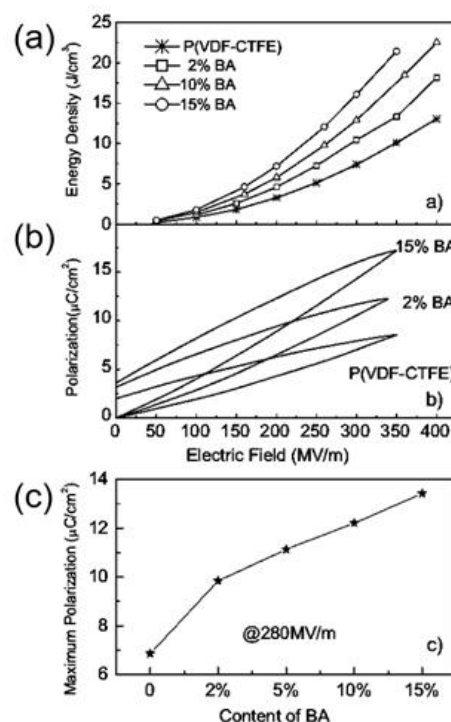 (a)
Energy Density (J/cm³)
25
20
15
10
5
0
P(VDF-CTFE)
2% BA
10% BA
15% BA
a)
(b)
Polarization(μC/cm²)
15
10
5
0
15% BA
2% BA
P(VDF-CTFE)
b)
0 50 100 150 200 250 300 350 400
Electric Field (MV/m)
(c)
Maximum Polarization (μC/cm²)
14
12
10
8
6
@280MV/m
c)
0 2% 5% 10% 15%
Content of BA